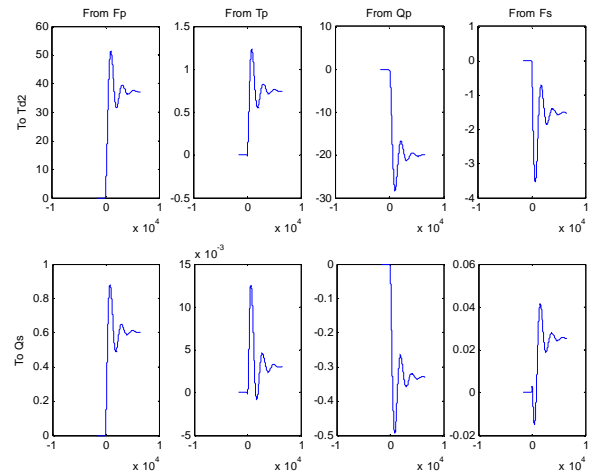 From Fp
From Tp
From Qp
From Fs
To Trd2
60
50
40
30
20
10
0
-1 0 1
x 10^4
1.5
1
0.5
0
-0.5
-1 0 1
x 10^4
10
0
-10
-20
-30
-1 0 1
x 10^4
1
0
-1
-2
-3
-4
-1 0 1
x 10^4
To Qs
1
0.8
0.6
0.4
0.2
0
-1 0 1
x 10^4
x 10^-3
15
10
5
0
-5
-1 0 1
x 10^4
0
-0.1
-0.2
-0.3
-0.4
-0.5
-1 0 1
x 10^4
0.06
0.04
0.02
0
-0.02
-1 0 1
x 10^4